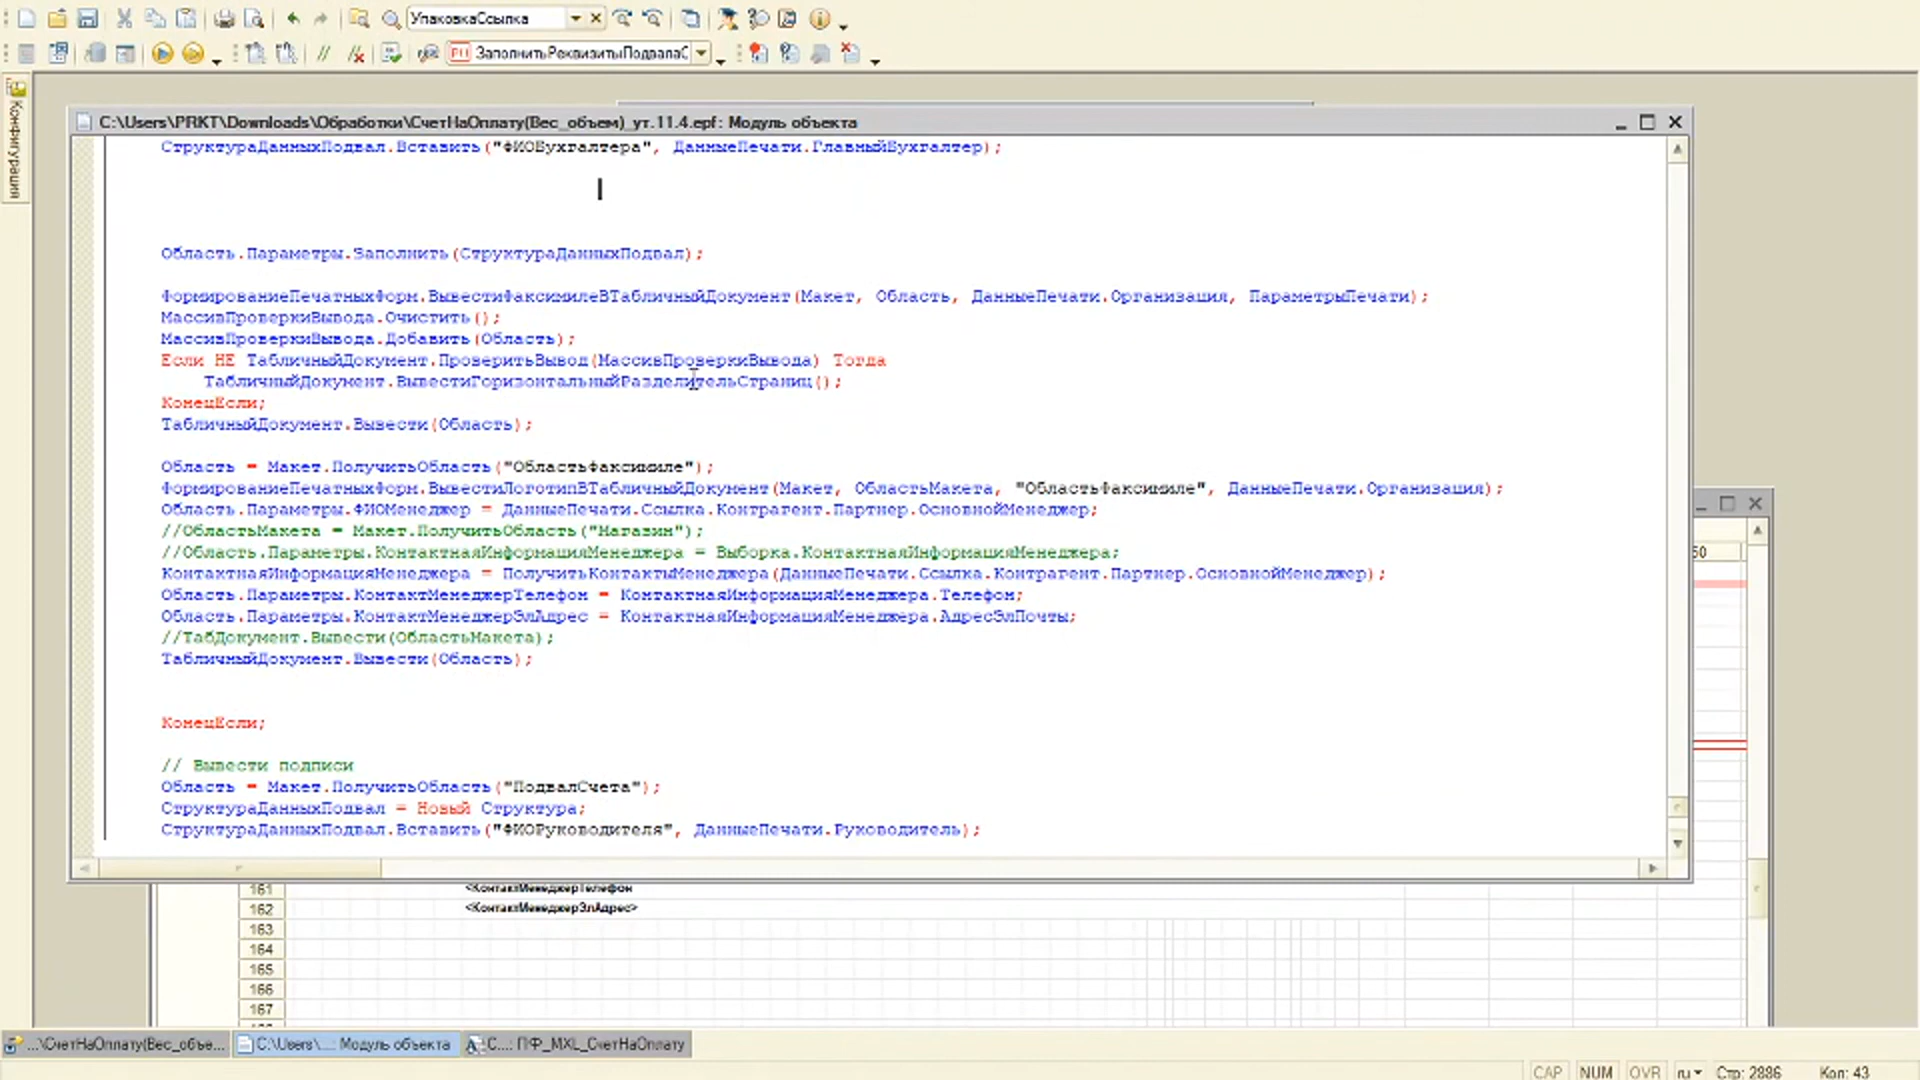 УпаковкаСсылка
ЗаполнитьРеквизитыПодвалаС
Конфигурация
C:\Users\PRKT\Downloads\Обработки\СчетНаОплату(Вес_объем)_ут.11.4.epf: Модуль объекта
СтруктураДанныхПодвал.Вставить("ФИОБухгалтера", ДанныеПечати.ГлавныйБухгалтер);
Область.Параметры.Заполнить(СтруктураДанныхПодвал);
ФормированиеПечатныхФорм.ВывестиФаксимилеВТабличныйДокумент(Макет, Область, ДанныеПечати.Организация, ПараметрыПечати);
МассивПроверкиВывода.Очистить();
МассивПроверкиВывода.Добавить(Область);
Если НЕ ТабличныйДокумент.ПроверитьВывод(МассивПроверкиВывода) Тогда
ТабличныйДокумент.ВывестиГоризонтальныйРазделительСтраниц();
КонецЕсли;
ТабличныйДокумент.Вывести(Область);
Область = Макет.ПолучитьОбласть("ОбластьФаксимиле");
ФормированиеПечатныхФорм.ВывестиЛоготипВТабличныйДокумент(Макет, ОбластьМакета, "ОбластьФаксимиле", ДанныеПечати.Организация);
Область.Параметры.ФИОМенеджер = ДанныеПечати.Ссылка.Контрагент.Партнер.ОсновнойМенеджер;
//ОбластьМакета = Макет.ПолучитьОбласть("Магазин");
//Область.Параметры.КонтактнаяИнформацияМенеджера = Выборка.КонтактнаяИнформацияМенеджера;
КонтактнаяИнформацияМенеджера = ПолучитьКонтактыМенеджера(ДанныеПечати.Ссылка.Контрагент.Партнер.ОсновнойМенеджер);
Область.Параметры.КонтактМенеджерТелефон = КонтактнаяИнформацияМенеджера.Телефон;
Область.Параметры.КонтактМенеджерЭлАдрес = КонтактнаяИнформацияМенеджера.АдресЭлПочты;
//ТабДокумент.Вывести(ОбластьМакета);
ТабличныйДокумент.Вывести(Область);
КонецЕсли;
// Вывести подписи
Область = Макет.ПолучитьОбласть("ПодвалСчета");
СтруктураДанныхПодвал = Новый Структура;
СтруктураДанныхПодвал.Вставить("ФИОРуководителя", ДанныеПечати.Руководитель);
50
161 <КонтактМенеджерТелефон
162 <КонтактМенеджерЭлАдрес>
163
164
165
166
167
...\СчетНаОплату(Вес_объе... C:\Users\...: Модуль объекта С...: ПФ_MXL_СчетНаОплату
CAP NUM OVR ru Стр: 2886 Кол: 43